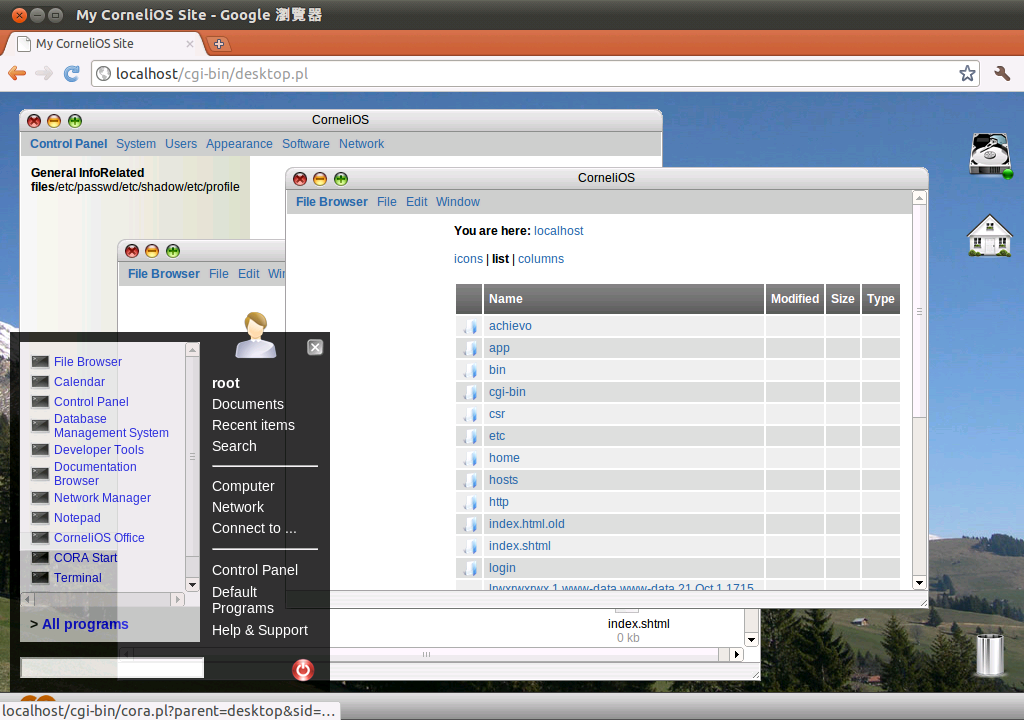 My CorneliOS Site - Google 瀏覽器
My CorneliOS Site
localhost/cgi-bin/desktop.pl
CorneliOS
Control Panel System Users Appearance Software Network
General InfoRelated
files/etc/passwd/etc/shadow/etc/profile
CorneliOS
File Browser File Edit Window
You are here: localhost
icons | list | columns
Name Modified Size Type
achievo
app
bin
cgi-bin
csr
etc
home
hosts
http
index.html.old
index.shtml
login
lrwxrwxrwx 1 www-data www-data 21 Oct 1 1715
File Browser File Edit Win
index.shtml
0 kb
File Browser
Calendar
Control Panel
Database
Management System
Developer Tools
Documentation
Browser
Network Manager
Notepad
CorneliOS Office
CORA Start
Terminal
> All programs
root
Documents
Recent items
Search
Computer
Network
Connect to ...
Control Panel
Default
Programs
Help & Support
localhost/cgi-bin/cora.pl?parent=desktop&sid=...